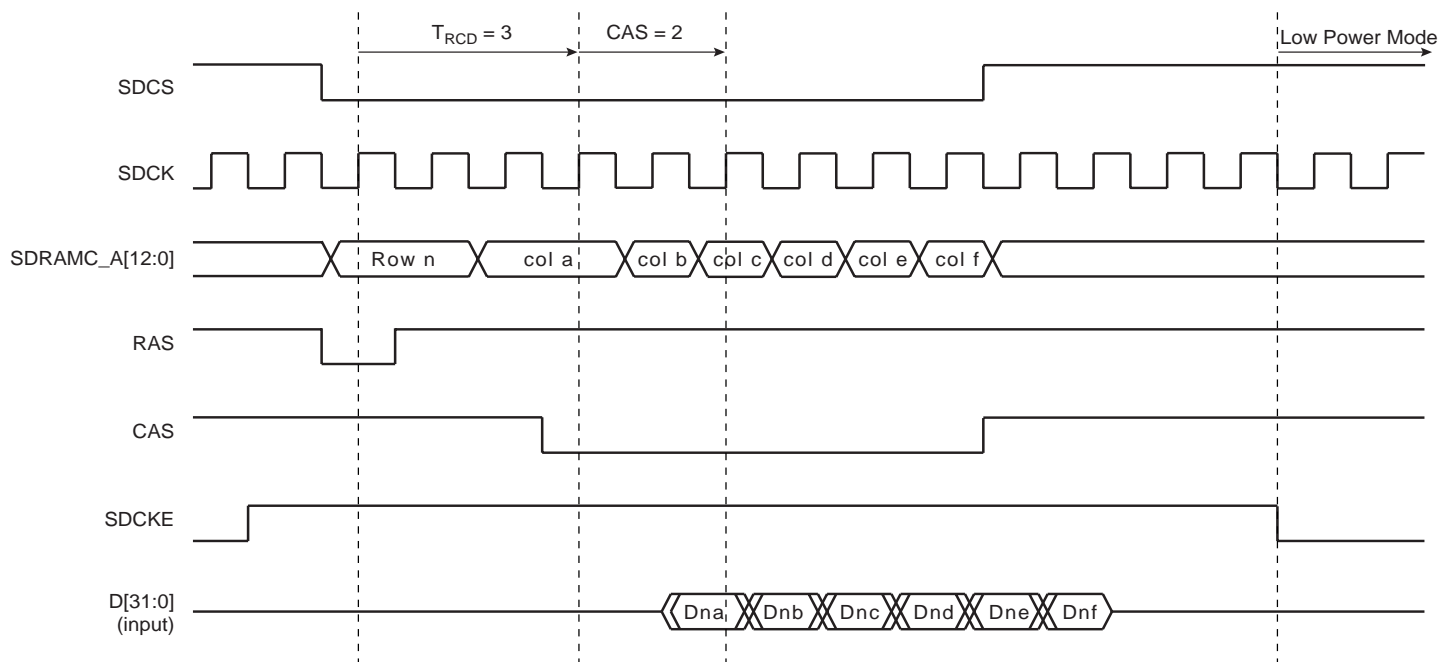 T_RCD = 3
CAS = 2
Low Power Mode
SDCS
SDCK
SDRAMC_A[12:0]
Row n
col a
col b
col c
col d
col e
col f
RAS
CAS
SDCKE
D[31:0]
(input)
Dna
Dnb
Dnc
Dnd
Dne
Dnf